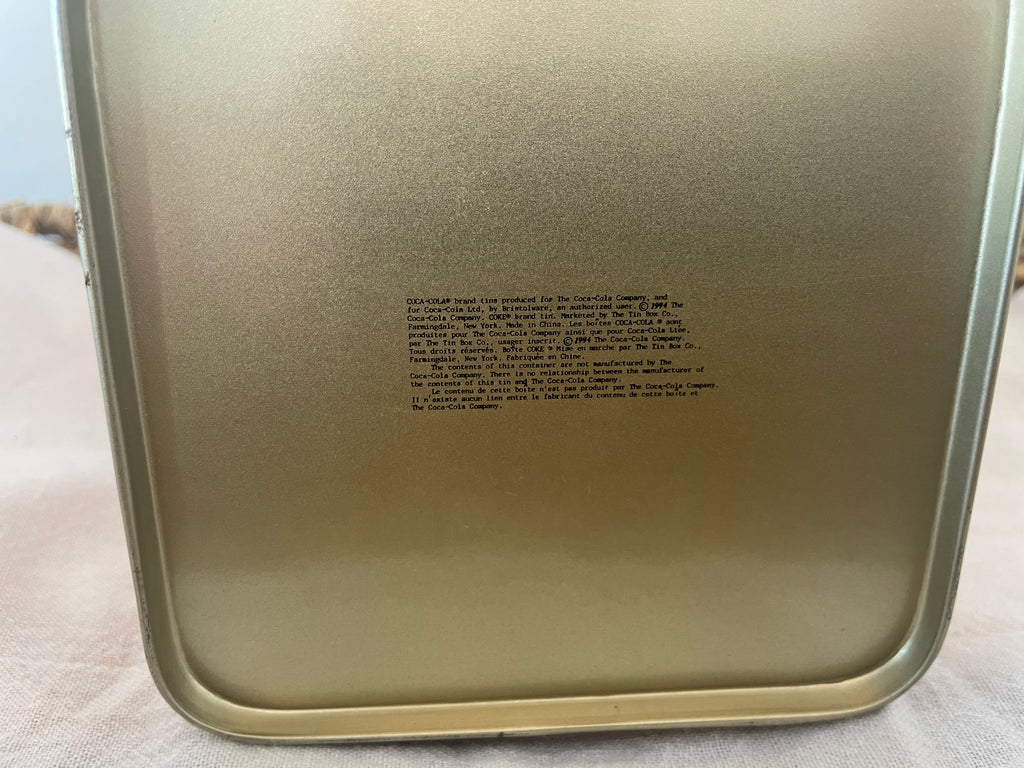 COCA-COLA® brand tins produced for The Coca-Cola Company, and
for Coca-Cola Ltd, by Bristolware, an authorized user. © 1994 The
Coca-Cola Company. COKE® brand tin. Marketed by The Tin Box Co.,
Farmingdale, New York. Made in China. Les boîtes COCA-COLA ® sont
produites pour The Coca-Cola Company ainsi que pour Coca-Cola Ltée,
par The Tin Box Co., usager inscrit. © 1994 The Coca-Cola Company.
Tous droits réservés. Boîte COKE ® Mise en marche par The Tin Box Co.,
Farmingdale, New York. Fabriquée en Chine.
The contents of this container are not manufactured by The
Coca-Cola Company. There is no relationship between the manufacturer of
the contents of this tin and The Coca-Cola Company.
Le contenu de cette boîte n'est pas produit par The Coca-Cola Company.
Il n'existe aucun lien entre le fabricant du contenu de cette boîte et
The Coca-Cola Company.